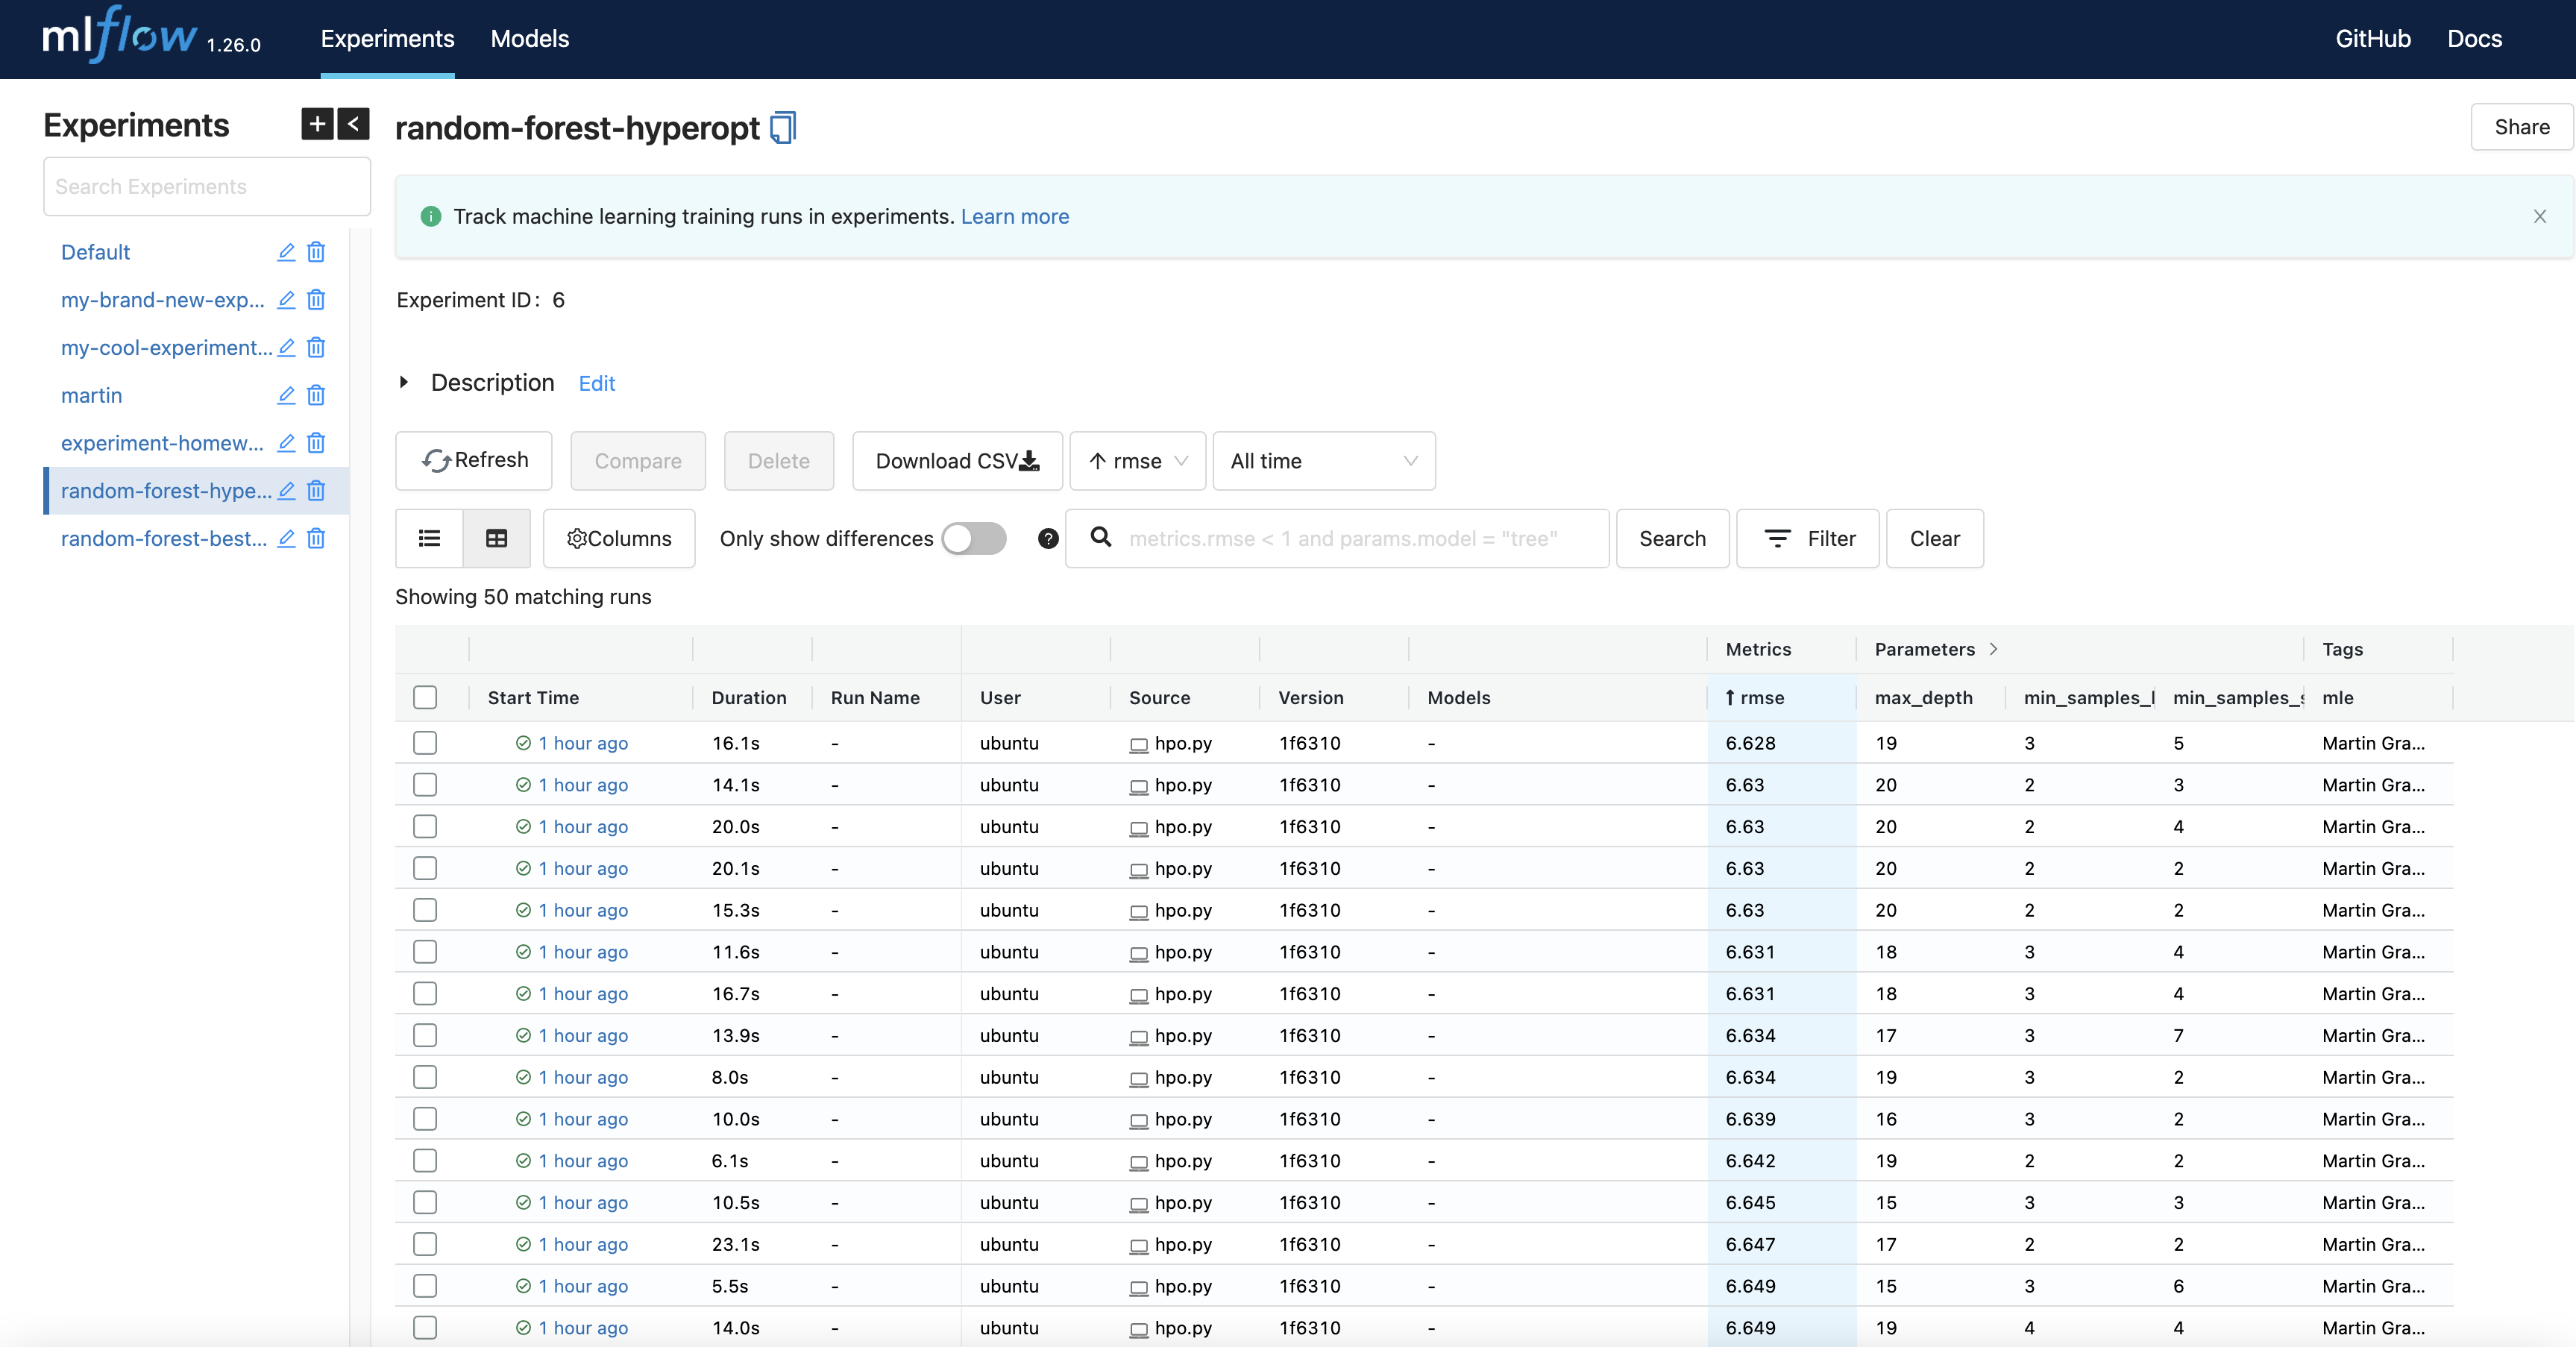 mlflow 1.26.0 Experiments Models GitHub Docs
Experiments
Search Experiments
Default
my-brand-new-exp...
my-cool-experiment...
martin
experiment-homew...
random-forest-hype...
random-forest-best...
random-forest-hyperopt Share
Track machine learning training runs in experiments. Learn more
Experiment ID: 6
Description Edit
Refresh Compare Delete Download CSV ↑ rmse All time
Columns Only show differences ? metrics.rmse < 1 and params.model = "tree" Search Filter Clear
Showing 50 matching runs
Metrics Parameters > Tags
Start Time Duration Run Name User Source Version Models ↑ rmse max_depth min_samples_l min_samples_s mle
1 hour ago 16.1s - ubuntu hpo.py 1f6310 - 6.628 19 3 5 Martin Gra...
1 hour ago 14.1s - ubuntu hpo.py 1f6310 - 6.63 20 2 3 Martin Gra...
1 hour ago 20.0s - ubuntu hpo.py 1f6310 - 6.63 20 2 4 Martin Gra...
1 hour ago 20.1s - ubuntu hpo.py 1f6310 - 6.63 20 2 2 Martin Gra...
1 hour ago 15.3s - ubuntu hpo.py 1f6310 - 6.63 20 2 2 Martin Gra...
1 hour ago 11.6s - ubuntu hpo.py 1f6310 - 6.631 18 3 4 Martin Gra...
1 hour ago 16.7s - ubuntu hpo.py 1f6310 - 6.631 18 3 4 Martin Gra...
1 hour ago 13.9s - ubuntu hpo.py 1f6310 - 6.634 17 3 7 Martin Gra...
1 hour ago 8.0s - ubuntu hpo.py 1f6310 - 6.634 19 3 2 Martin Gra...
1 hour ago 10.0s - ubuntu hpo.py 1f6310 - 6.639 16 3 2 Martin Gra...
1 hour ago 6.1s - ubuntu hpo.py 1f6310 - 6.642 19 2 2 Martin Gra...
1 hour ago 10.5s - ubuntu hpo.py 1f6310 - 6.645 15 3 3 Martin Gra...
1 hour ago 23.1s - ubuntu hpo.py 1f6310 - 6.647 17 2 2 Martin Gra...
1 hour ago 5.5s - ubuntu hpo.py 1f6310 - 6.649 15 3 6 Martin Gra...
1 hour ago 14.0s - ubuntu hpo.py 1f6310 - 6.649 19 4 4 Martin Gra...